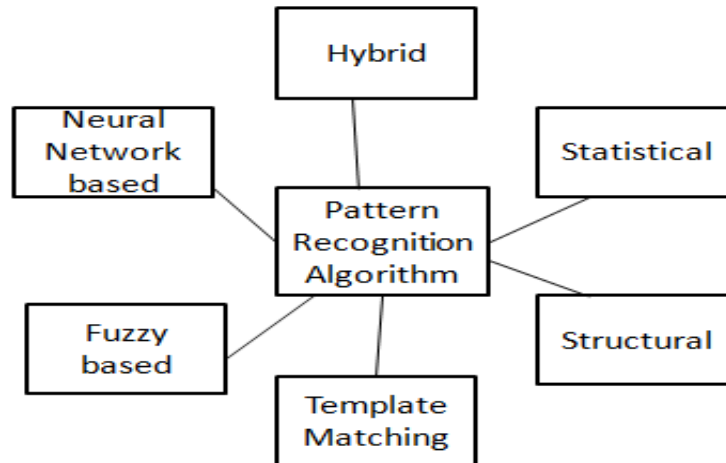 Hybrid
Neural
Network
based
Statistical
Pattern
Recognition
Algorithm
Fuzzy
based
Structural
Template
Matching